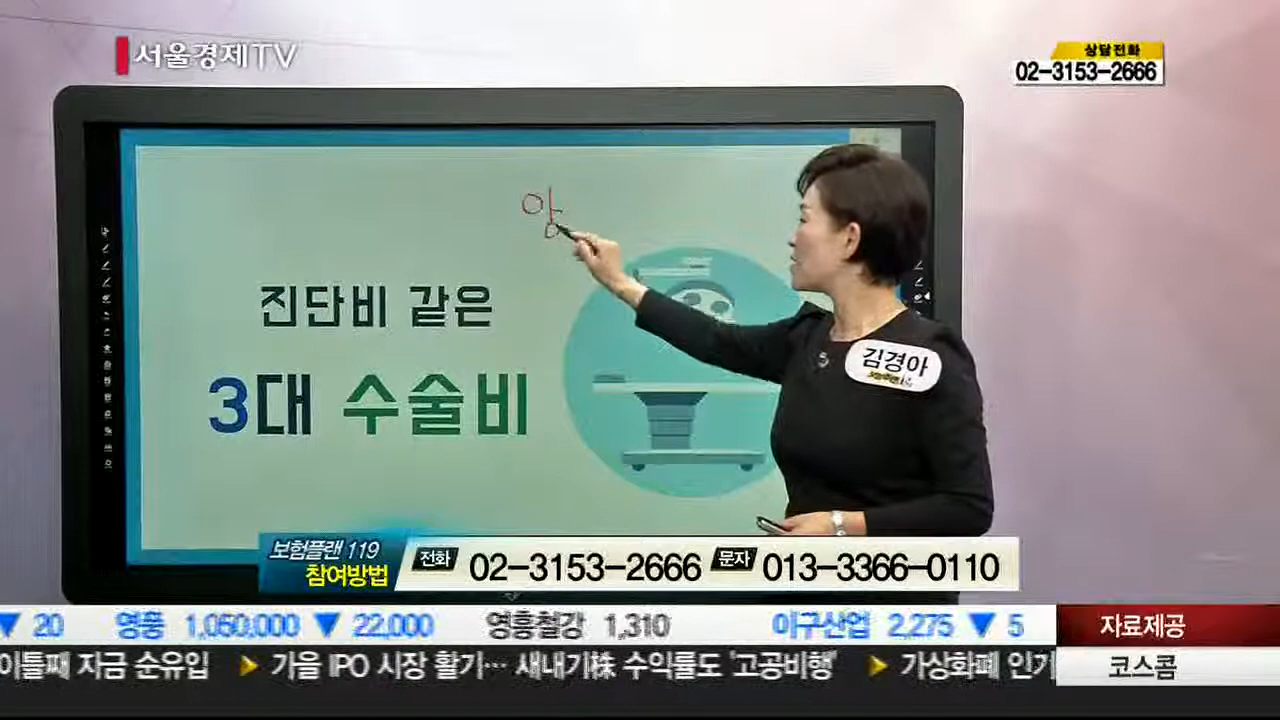 서울경제TV
상담전화
02-3153-2666
암
진단비 같은
3대 수술비
김경아
보험플랜 119
참여방법
전화 02-3153-2666 문자 013-3366-0110
▼ 20 영풍 1,050,000 ▼ 22,000 영흥철강 1,310 이구산업 2,275 ▼ 5
자료제공
이틀째 자금 순유입 ▶ 가을 IPO 시장 활기… 새내기株 수익률도 '고공비행' ▶ 가상화폐 인기
코스콤